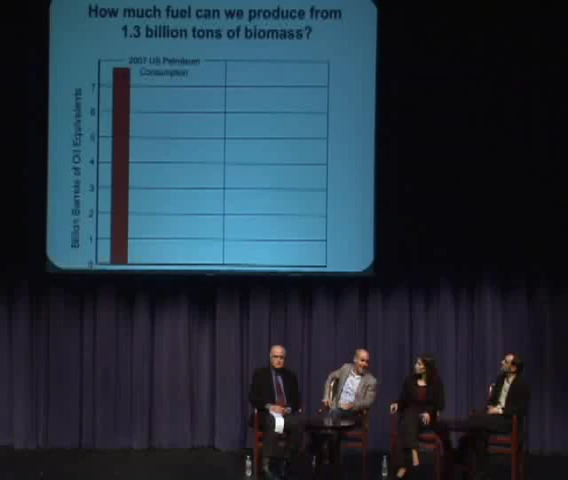 How much fuel can we produce from
1.3 billion tons of biomass?
2007 US Petroleum
Consumption
Billion Barrels of Oil Equivalents
7
6
5
4
3
2
1
0